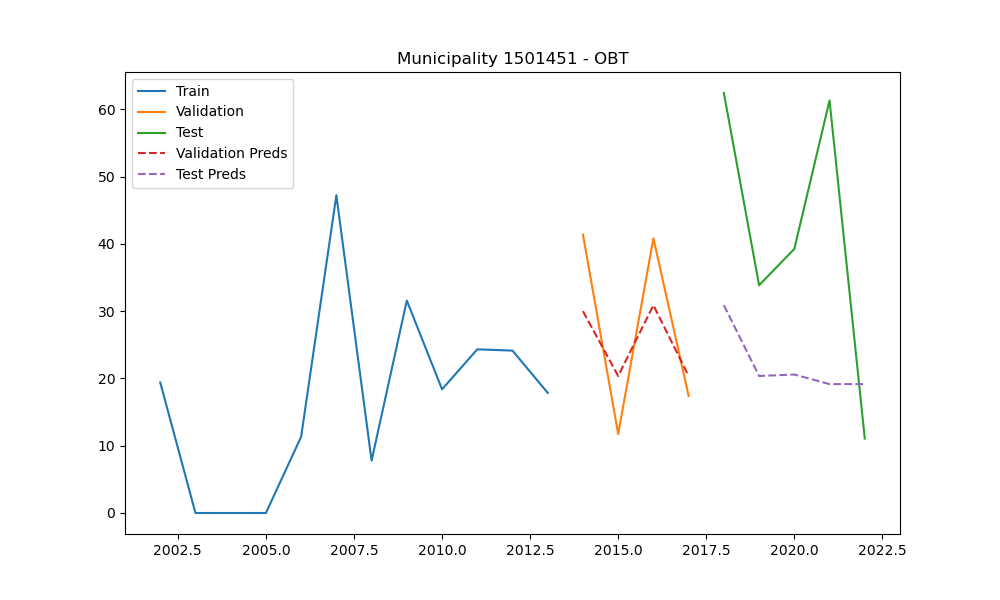 Municipality 1501451 - OBT
Train
Validation
Test
Validation Preds
Test Preds
60
50
40
30
20
10
0
2002.5 2005.0 2007.5 2010.0 2012.5 2015.0 2017.5 2020.0 2022.5